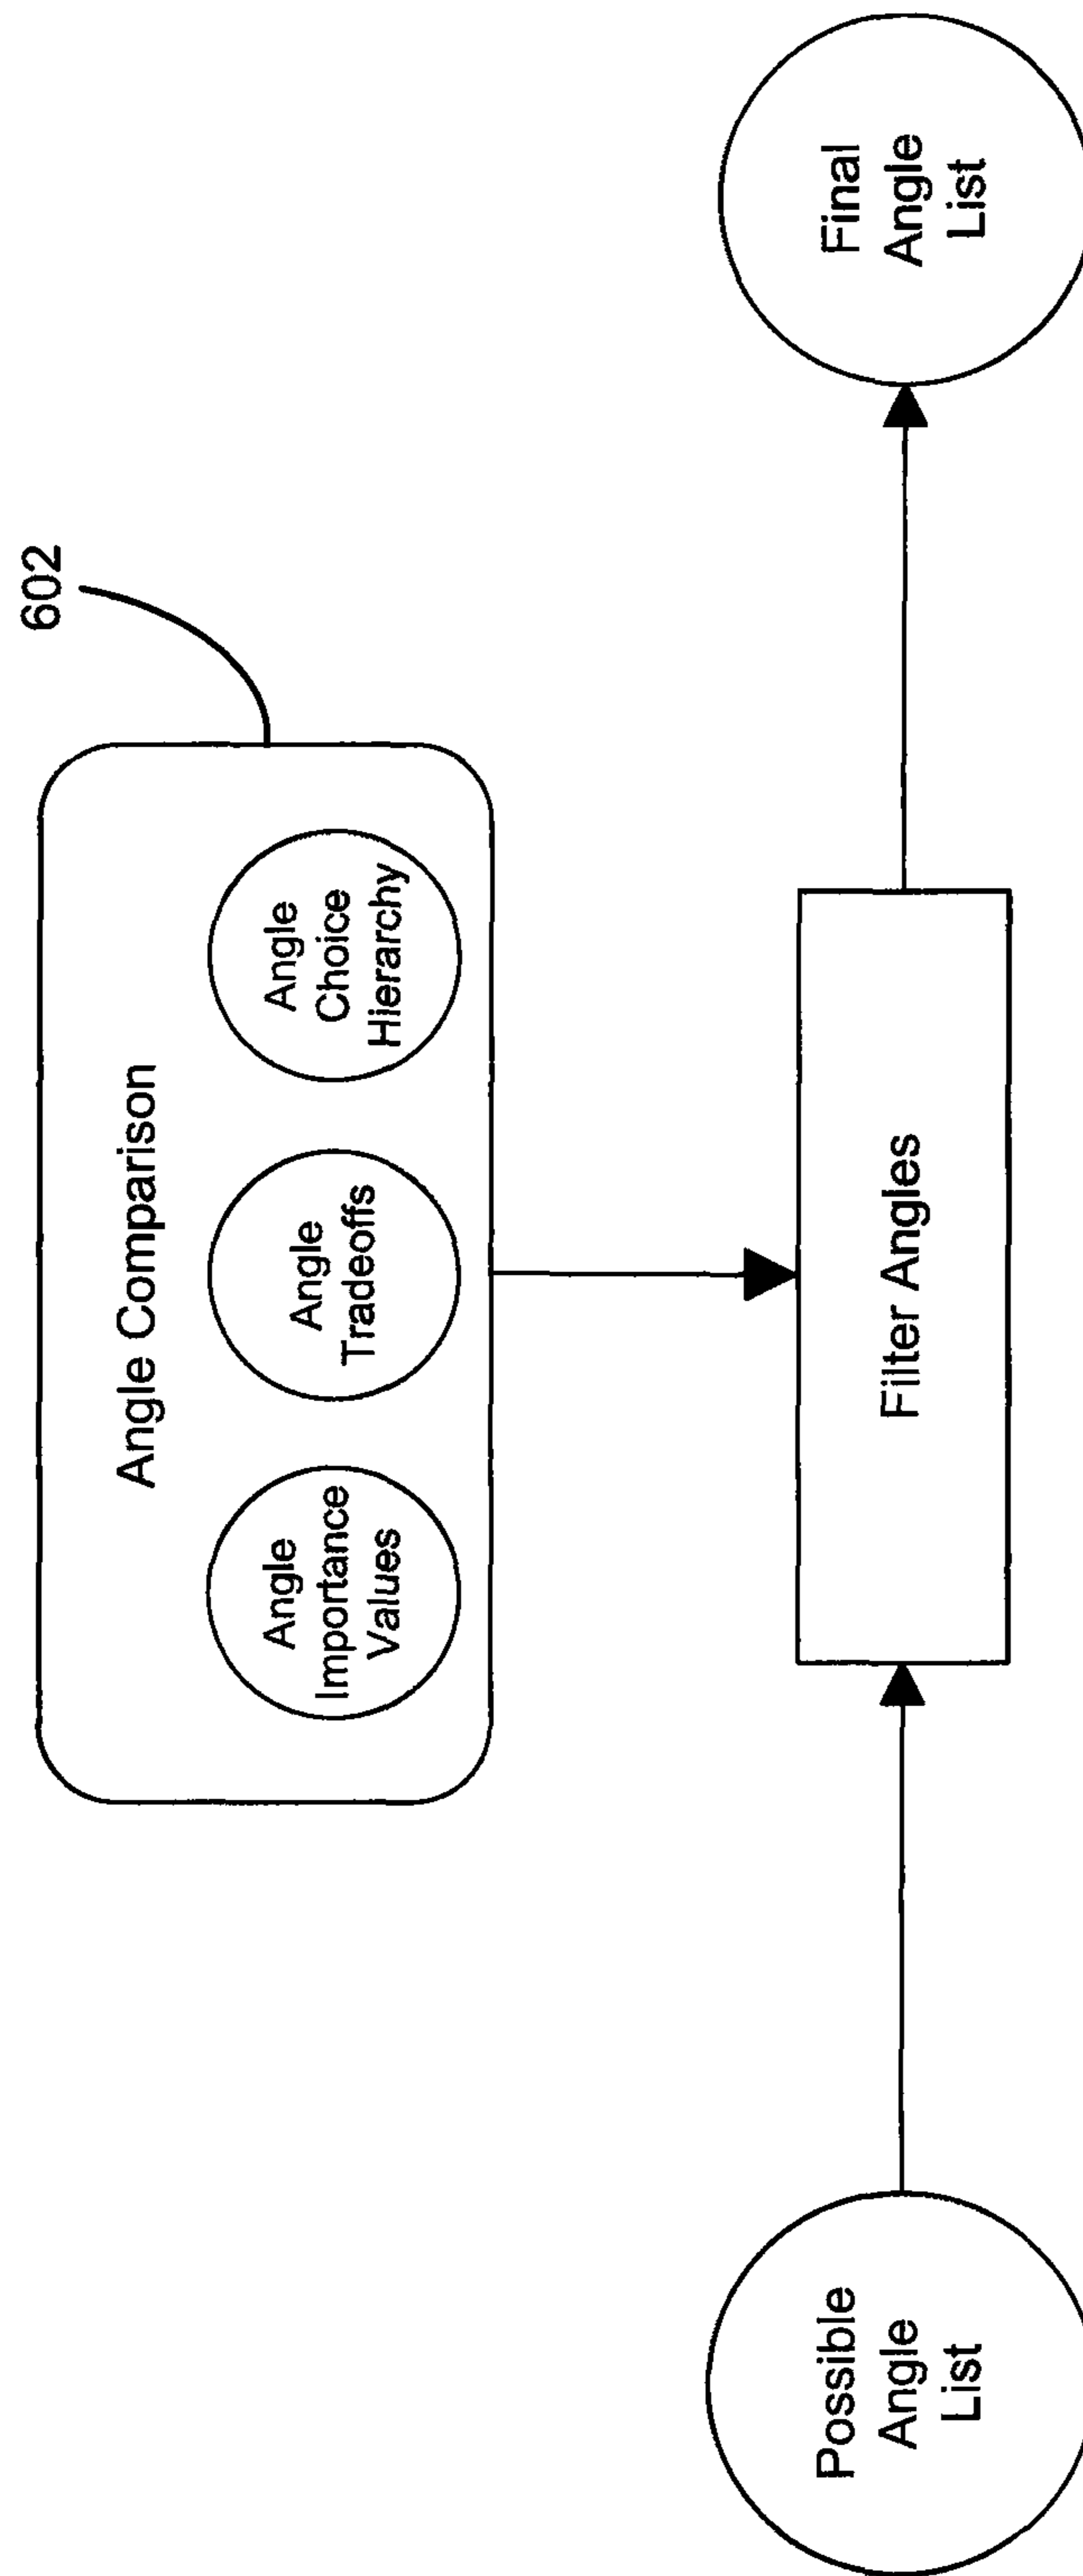 602
Angle Comparison
Angle
Importance
Values
Angle
Tradeoffs
Angle
Choice
Hierarchy
Possible
Angle
List
Filter Angles
Final
Angle
List